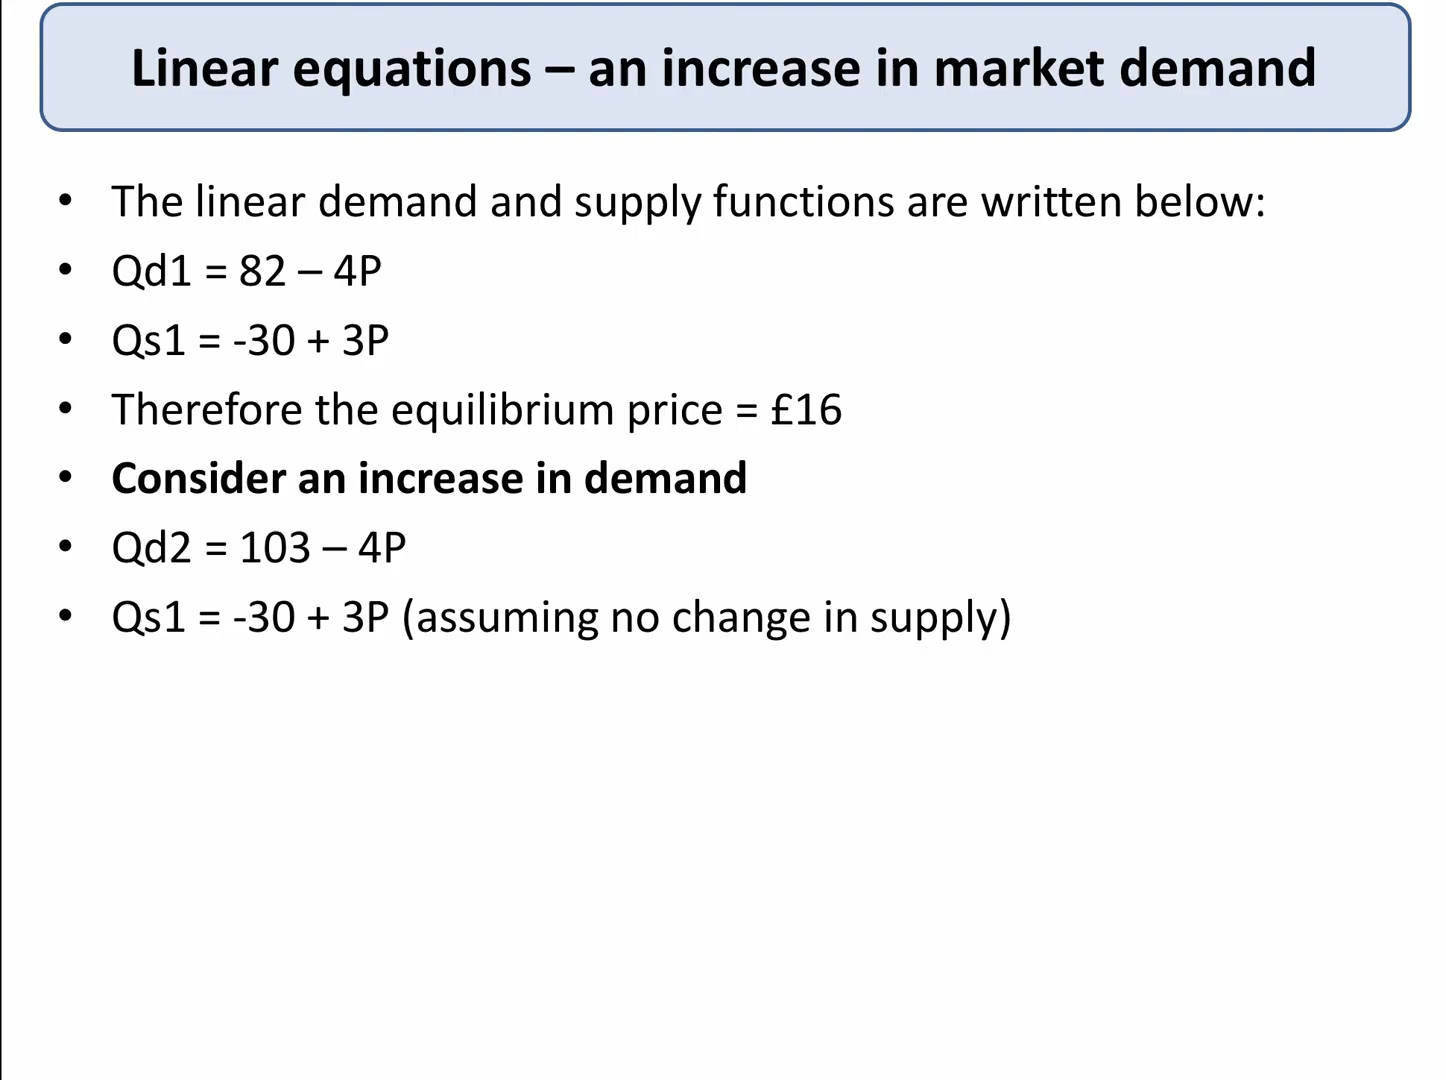 Linear equations – an increase in market demand
• The linear demand and supply functions are written below:
• Qd1 = 82 – 4P
• Qs1 = -30 + 3P
• Therefore the equilibrium price = £16
• Consider an increase in demand
• Qd2 = 103 – 4P
• Qs1 = -30 + 3P (assuming no change in supply)